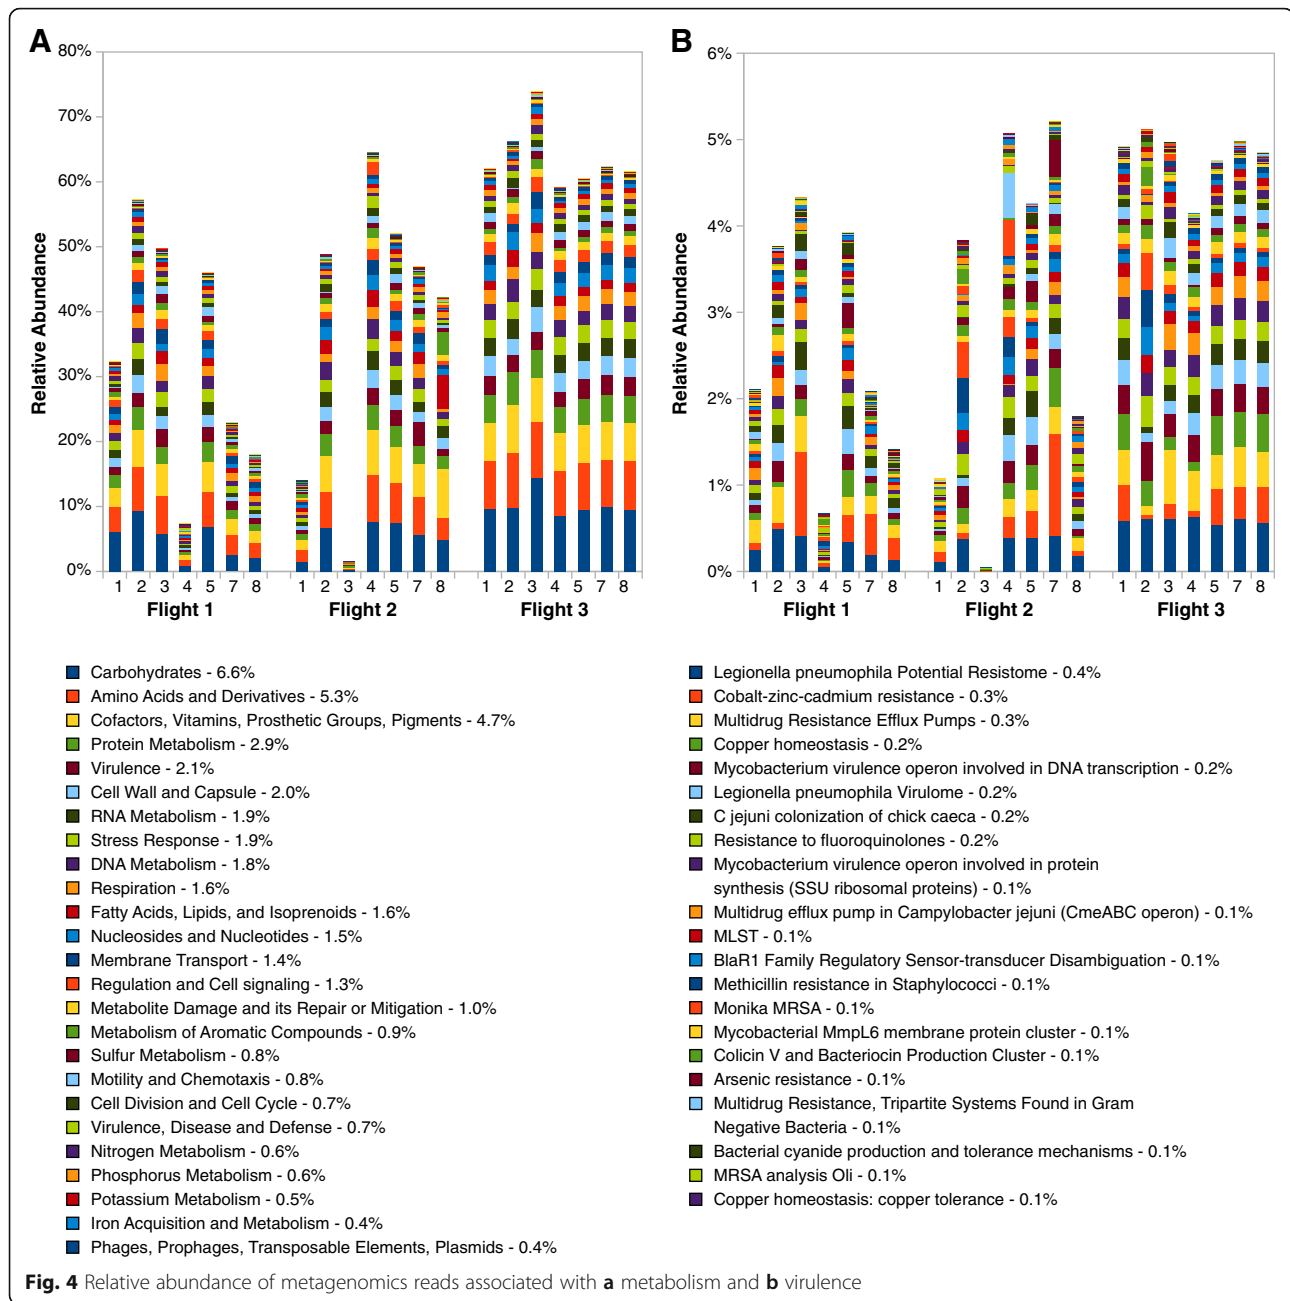 A
80%
70%
60%
50%
40%
30%
20%
10%
0%
Relative Abundance
1 2 3 4 5 7 8 1 2 3 4 5 7 8 1 2 3 4 5 7 8
Flight 1 Flight 2 Flight 3
B
6%
5%
4%
3%
2%
1%
0%
Relative Abundance
1 2 3 4 5 7 8 1 2 3 4 5 7 8 1 2 3 4 5 7 8
Flight 1 Flight 2 Flight 3
Carbohydrates - 6.6%
Amino Acids and Derivatives - 5.3%
Cofactors, Vitamins, Prosthetic Groups, Pigments - 4.7%
Protein Metabolism - 2.9%
Virulence - 2.1%
Cell Wall and Capsule - 2.0%
RNA Metabolism - 1.9%
Stress Response - 1.9%
DNA Metabolism - 1.8%
Respiration - 1.6%
Fatty Acids, Lipids, and Isoprenoids - 1.6%
Nucleosides and Nucleotides - 1.5%
Membrane Transport - 1.4%
Regulation and Cell signaling - 1.3%
Metabolite Damage and its Repair or Mitigation - 1.0%
Metabolism of Aromatic Compounds - 0.9%
Sulfur Metabolism - 0.8%
Motility and Chemotaxis - 0.8%
Cell Division and Cell Cycle - 0.7%
Virulence, Disease and Defense - 0.7%
Nitrogen Metabolism - 0.6%
Phosphorus Metabolism - 0.6%
Potassium Metabolism - 0.5%
Iron Acquisition and Metabolism - 0.4%
Phages, Prophages, Transposable Elements, Plasmids - 0.4%
Legionella pneumophila Potential Resistome - 0.4%
Cobalt-zinc-cadmium resistance - 0.3%
Multidrug Resistance Efflux Pumps - 0.3%
Copper homeostasis - 0.2%
Mycobacterium virulence operon involved in DNA transcription - 0.2%
Legionella pneumophila Virulome - 0.2%
C jejuni colonization of chick caeca - 0.2%
Resistance to fluoroquinolones - 0.2%
Mycobacterium virulence operon involved in protein
synthesis (SSU ribosomal proteins) - 0.1%
Multidrug efflux pump in Campylobacter jejuni (CmeABC operon) - 0.1%
MLST - 0.1%
BlaR1 Family Regulatory Sensor-transducer Disambiguation - 0.1%
Methicillin resistance in Staphylococci - 0.1%
Monika MRSA - 0.1%
Mycobacterial MmpL6 membrane protein cluster - 0.1%
Colicin V and Bacteriocin Production Cluster - 0.1%
Arsenic resistance - 0.1%
Multidrug Resistance, Tripartite Systems Found in Gram
Negative Bacteria - 0.1%
Bacterial cyanide production and tolerance mechanisms - 0.1%
MRSA analysis Oli - 0.1%
Copper homeostasis: copper tolerance - 0.1%
Fig. 4 Relative abundance of metagenomics reads associated with a metabolism and b virulence